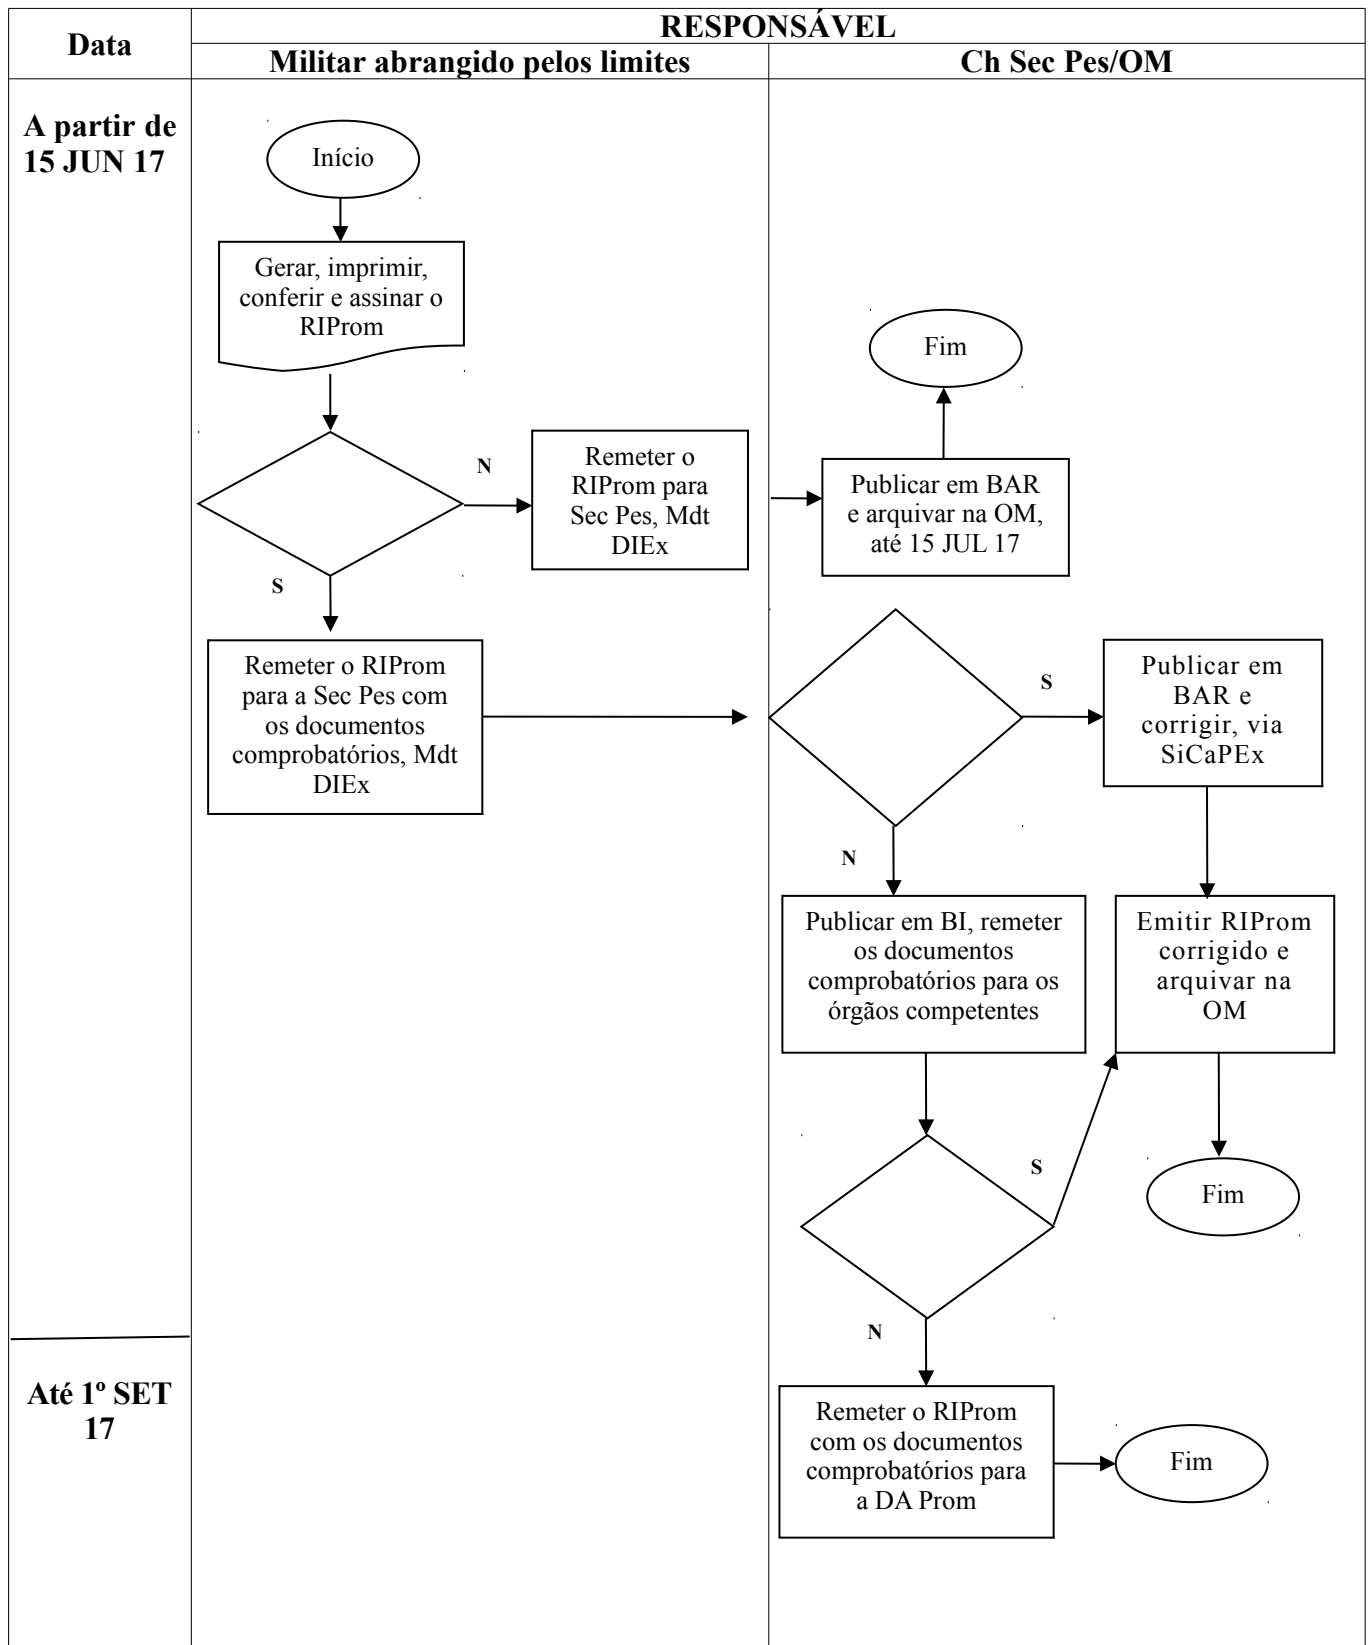 Data
RESPONSÁVEL
Militar abrangido pelos limites
Ch Sec Pes/OM
A partir de
15 JUN 17
Início
Gerar, imprimir,
conferir e assinar o
RIProm
Fim
N
Remeter o
RIProm para
Sec Pes, Mdt
DIEx
Publicar em BAR
e arquivar na OM,
até 15 JUL 17
S
Remeter o RIProm
para a Sec Pes com
os documentos
comprobatórios, Mdt
DIEx
S
Publicar em
BAR e
corrigir, via
SiCaPEx
N
Publicar em BI, remeter
os documentos
comprobatórios para os
órgãos competentes
Emitir RIProm
corrigido e
arquivar na
OM
S
Fim
N
Até 1º SET
17
Remeter o RIProm
com os documentos
comprobatórios para
a DA Prom
Fim